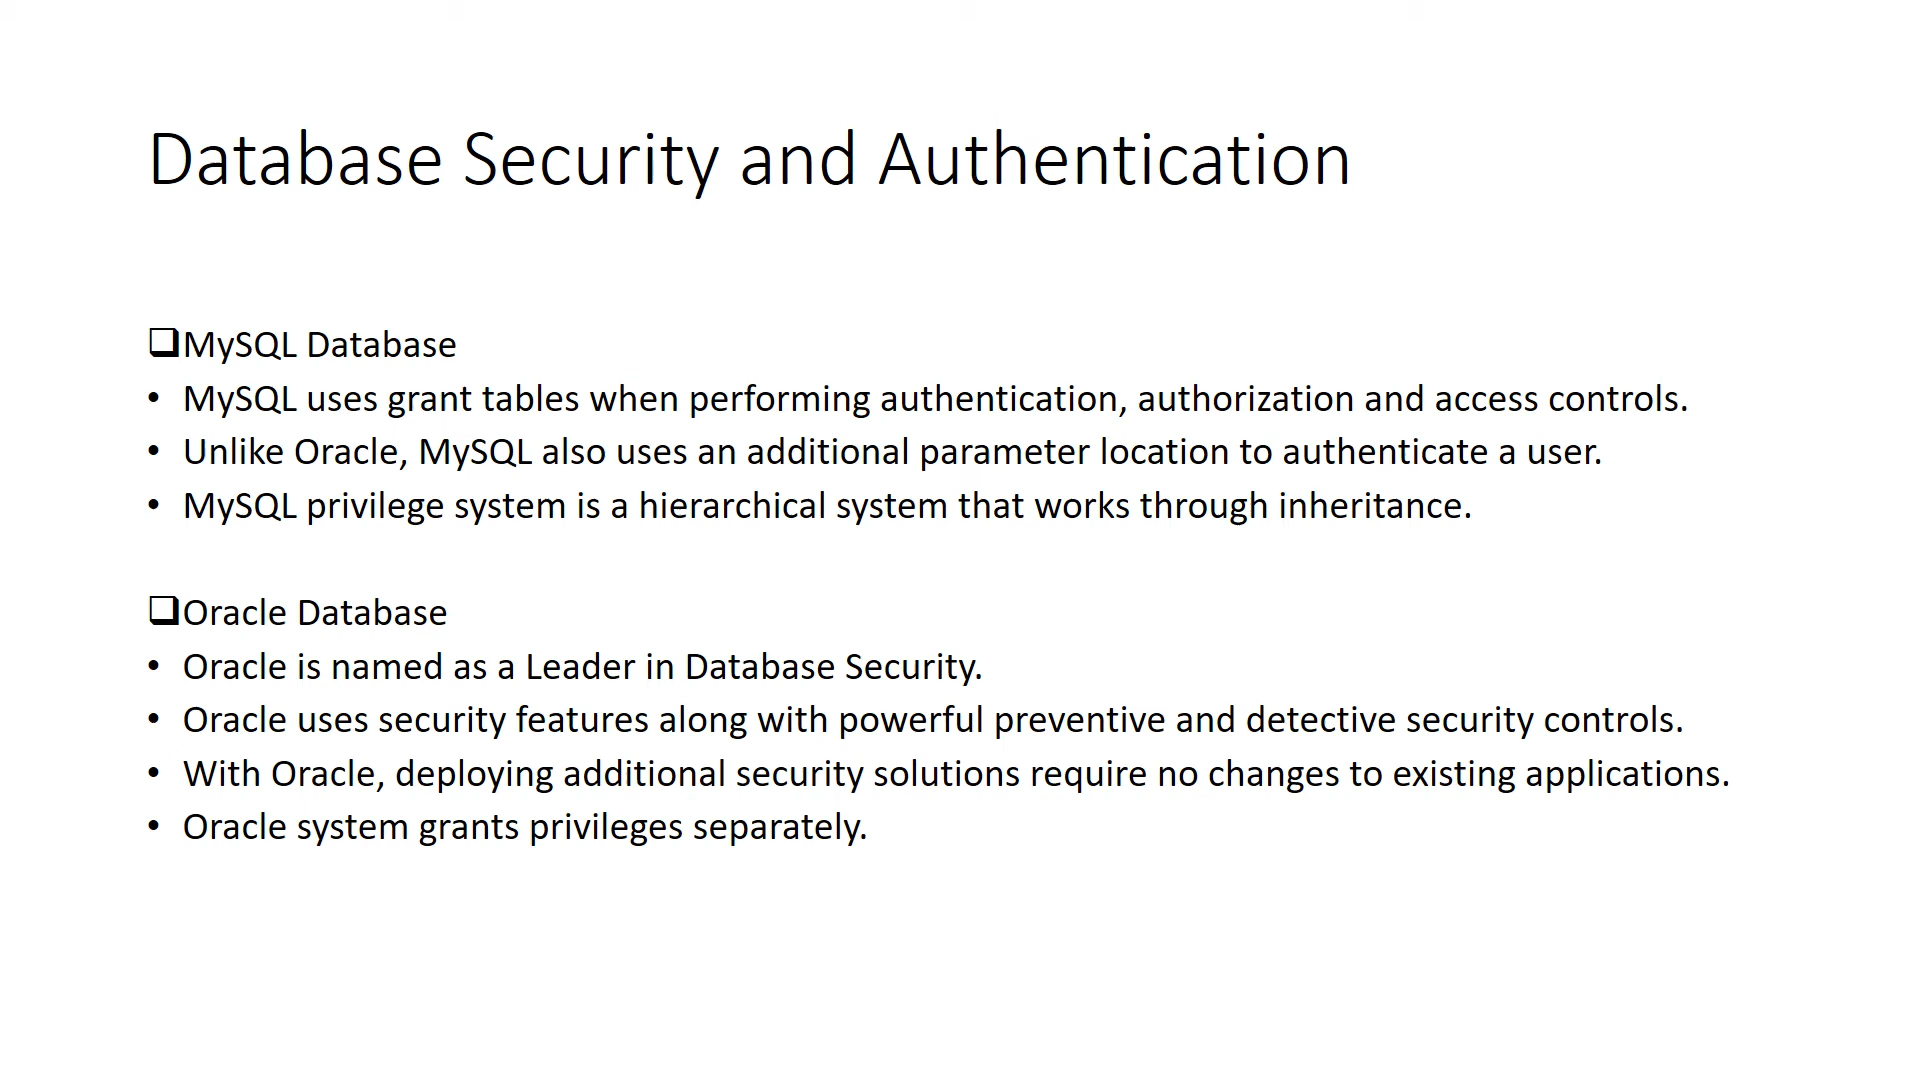 Database Security and Authentication
❑MySQL Database
• MySQL uses grant tables when performing authentication, authorization and access controls.
• Unlike Oracle, MySQL also uses an additional parameter location to authenticate a user.
• MySQL privilege system is a hierarchical system that works through inheritance.
❑Oracle Database
• Oracle is named as a Leader in Database Security.
• Oracle uses security features along with powerful preventive and detective security controls.
• With Oracle, deploying additional security solutions require no changes to existing applications.
• Oracle system grants privileges separately.